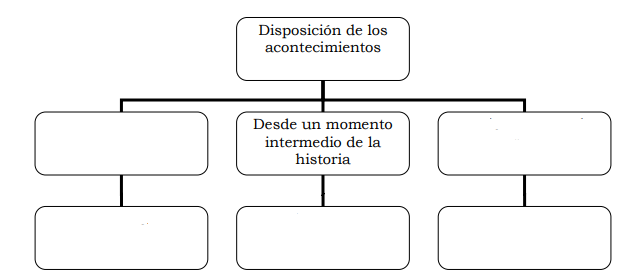 Disposición de los
acontecimientos
Desde un momento
intermedio de la
historia